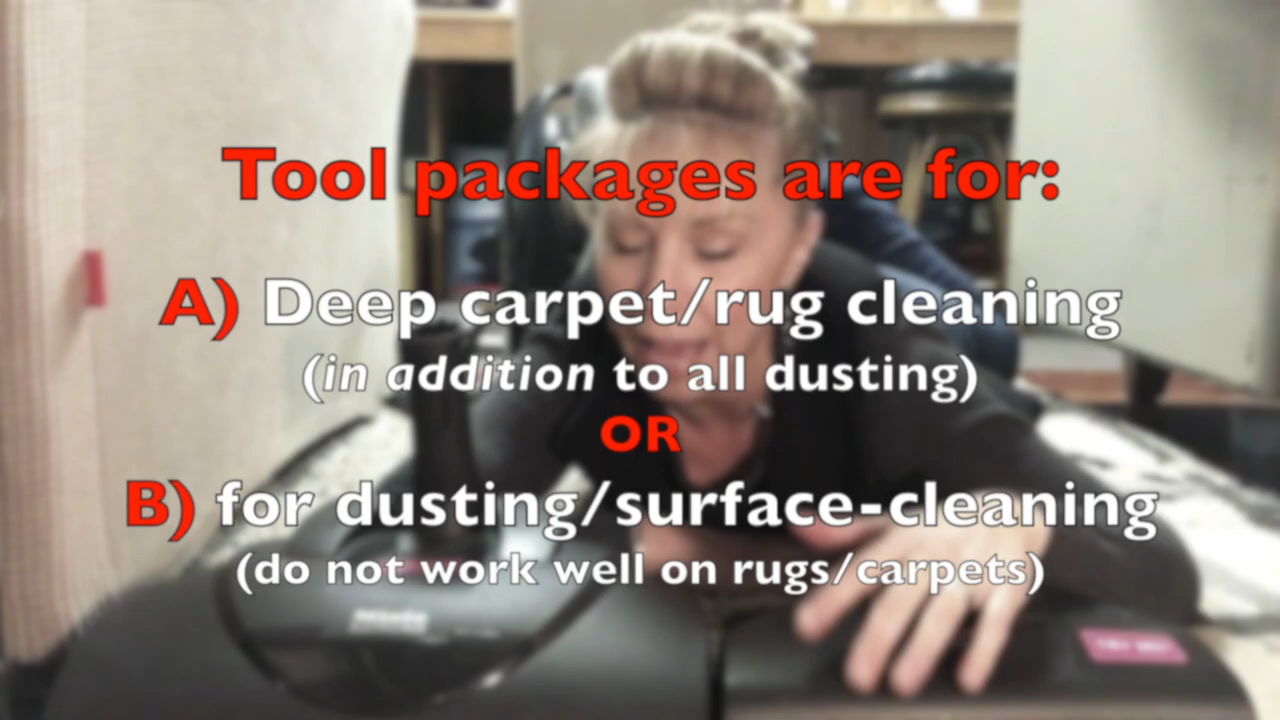 Tool packages are for:
A) Deep carpet/rug cleaning
(in addition to all dusting)
OR
B) for dusting/surface-cleaning
(do not work well on rugs/carpets)